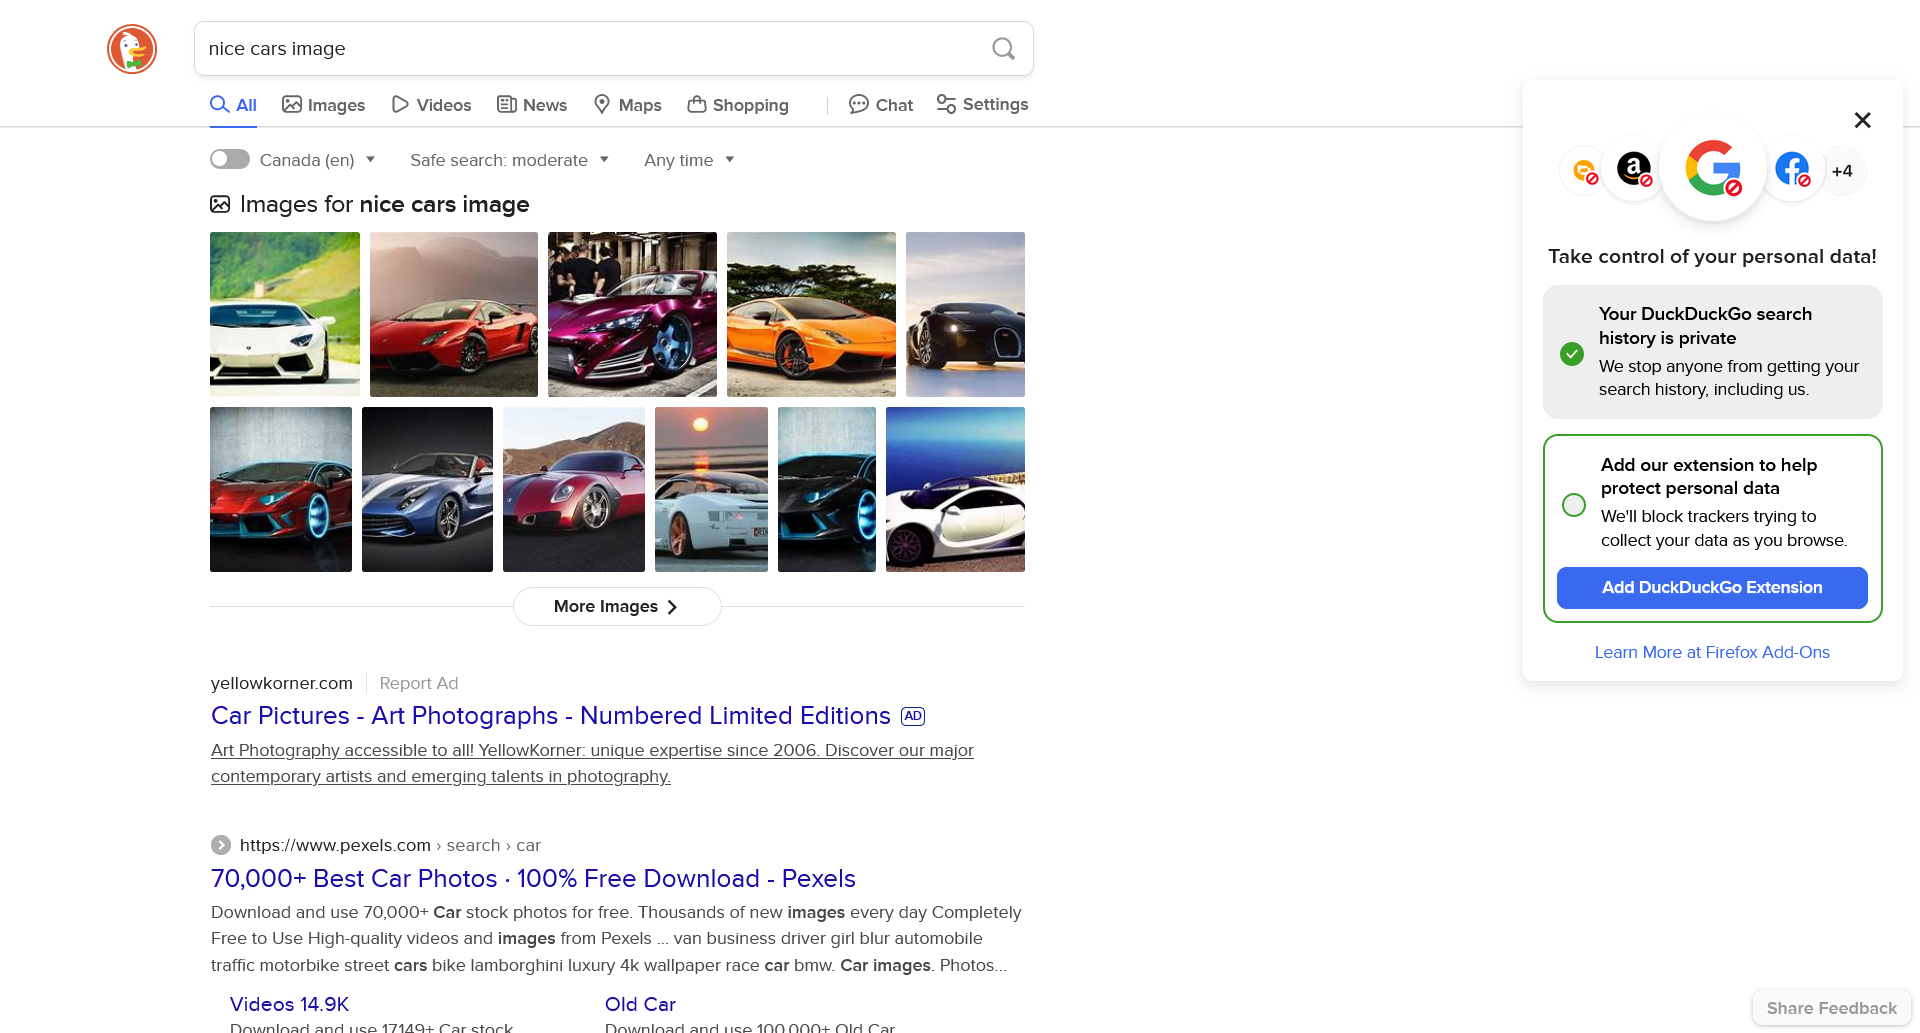 nice cars image
All Images Videos News Maps Shopping Chat Settings
Canada (en) Safe search: moderate Any time
Images for nice cars image
More Images
yellowkorner.com Report Ad
Car Pictures - Art Photographs - Numbered Limited Editions AD
Art Photography accessible to all! YellowKorner: unique expertise since 2006. Discover our major
contemporary artists and emerging talents in photography.
https://www.pexels.com › search › car
70,000+ Best Car Photos · 100% Free Download - Pexels
Download and use 70,000+ Car stock photos for free. Thousands of new images every day Completely
Free to Use High-quality videos and images from Pexels ... van business driver girl blur automobile
traffic motorbike street cars bike lamborghini luxury 4k wallpaper race car bmw. Car images. Photos...
Videos 14.9K
Download and use 17,149+ Car stock
Old Car
Download and use 100,000+ Old Car
+4
Take control of your personal data!
Your DuckDuckGo search
history is private
We stop anyone from getting your
search history, including us.
Add our extension to help
protect personal data
We'll block trackers trying to
collect your data as you browse.
Add DuckDuckGo Extension
Learn More at Firefox Add-Ons
Share Feedback